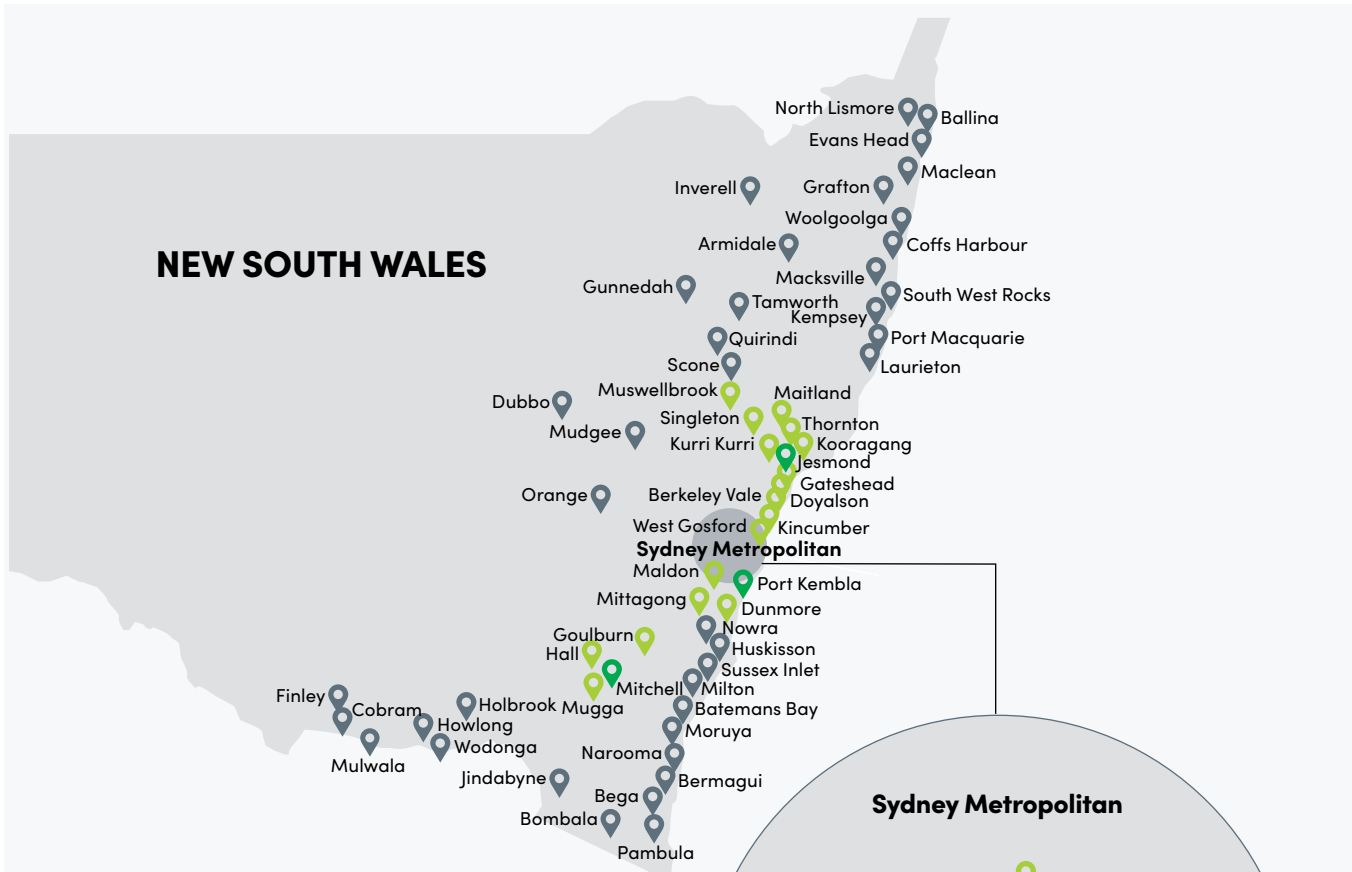 North Lismore
Ballina
Evans Head
Maclean
Inverell
Grafton
Woolgoolga
Armidale
Coffs Harbour
NEW SOUTH WALES
Macksville
Gunnedah
South West Rocks
Tamworth
Kempsey
Quirindi
Port Macquarie
Scone
Laurieton
Muswellbrook
Maitland
Dubbo
Singleton
Thornton
Mudgee
Kurri Kurri
Kooragang
Jesmond
Gateshead
Orange
Berkeley Vale
Doyalson
West Gosford
Kincumber
Sydney Metropolitan
Maldon
Port Kembla
Mittagong
Dunmore
Nowra
Goulburn
Huskisson
Hall
Sussex Inlet
Mitchell
Milton
Finley
Holbrook
Mugga
Cobram
Batemans Bay
Howlong
Moruya
Wodonga
Narooma
Mulwala
Jindabyne
Bermagui
Bega
Sydney Metropolitan
Bombala
Pambula